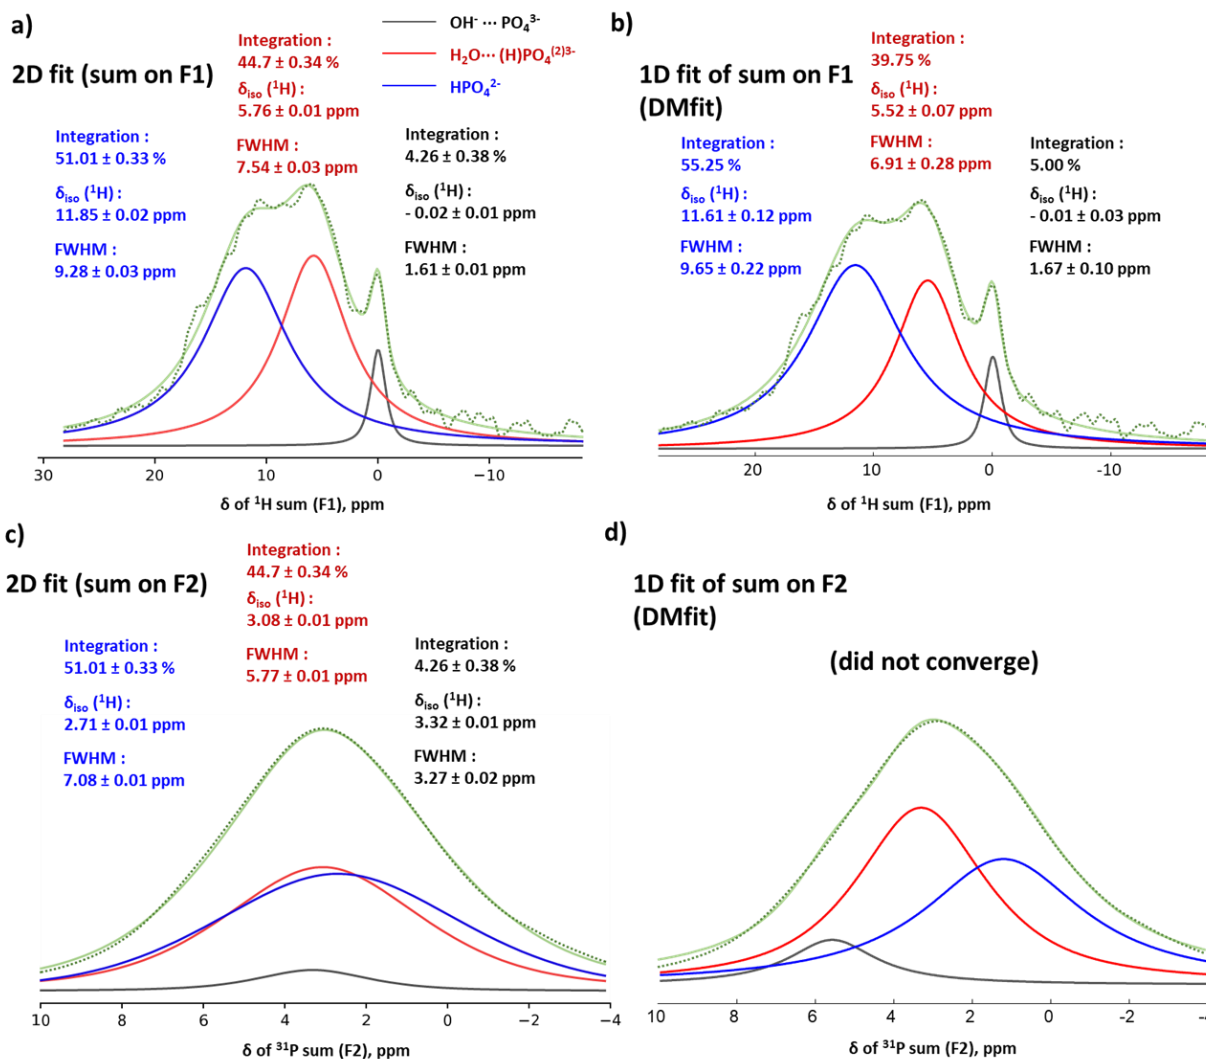 a)
2D fit (sum on F1)
Integration :
44.7 ± 0.34 %
δiso (¹H) :
5.76 ± 0.01 ppm
FWHM :
7.54 ± 0.03 ppm
OH⁻ ··· PO₄³⁻
H₂O··· (H)PO₄⁽²⁾³⁻
HPO₄²⁻
Integration :
51.01 ± 0.33 %
δiso (¹H) :
11.85 ± 0.02 ppm
FWHM :
9.28 ± 0.03 ppm
Integration :
4.26 ± 0.38 %
δiso (¹H) :
- 0.02 ± 0.01 ppm
FWHM :
1.61 ± 0.01 ppm
30 20 10 0 −10
δ of ¹H sum (F1), ppm
b)
1D fit of sum on F1
(DMfit)
Integration :
39.75 %
δiso (¹H) :
5.52 ± 0.07 ppm
FWHM :
6.91 ± 0.28 ppm
Integration :
55.25 %
δiso (¹H) :
11.61 ± 0.12 ppm
FWHM :
9.65 ± 0.22 ppm
Integration :
5.00 %
δiso (¹H) :
- 0.01 ± 0.03 ppm
FWHM :
1.67 ± 0.10 ppm
20 10 0 -10
δ of ¹H sum (F1), ppm
c)
2D fit (sum on F2)
Integration :
44.7 ± 0.34 %
δiso (¹H) :
3.08 ± 0.01 ppm
FWHM :
5.77 ± 0.01 ppm
Integration :
51.01 ± 0.33 %
δiso (¹H) :
2.71 ± 0.01 ppm
FWHM :
7.08 ± 0.01 ppm
Integration :
4.26 ± 0.38 %
δiso (¹H) :
3.32 ± 0.01 ppm
FWHM :
3.27 ± 0.02 ppm
10 8 6 4 2 0 −2 −4
δ of ³¹P sum (F2), ppm
d)
1D fit of sum on F2
(DMfit)
(did not converge)
10 8 6 4 2 0 -2 -4
δ of ³¹P sum (F2), ppm